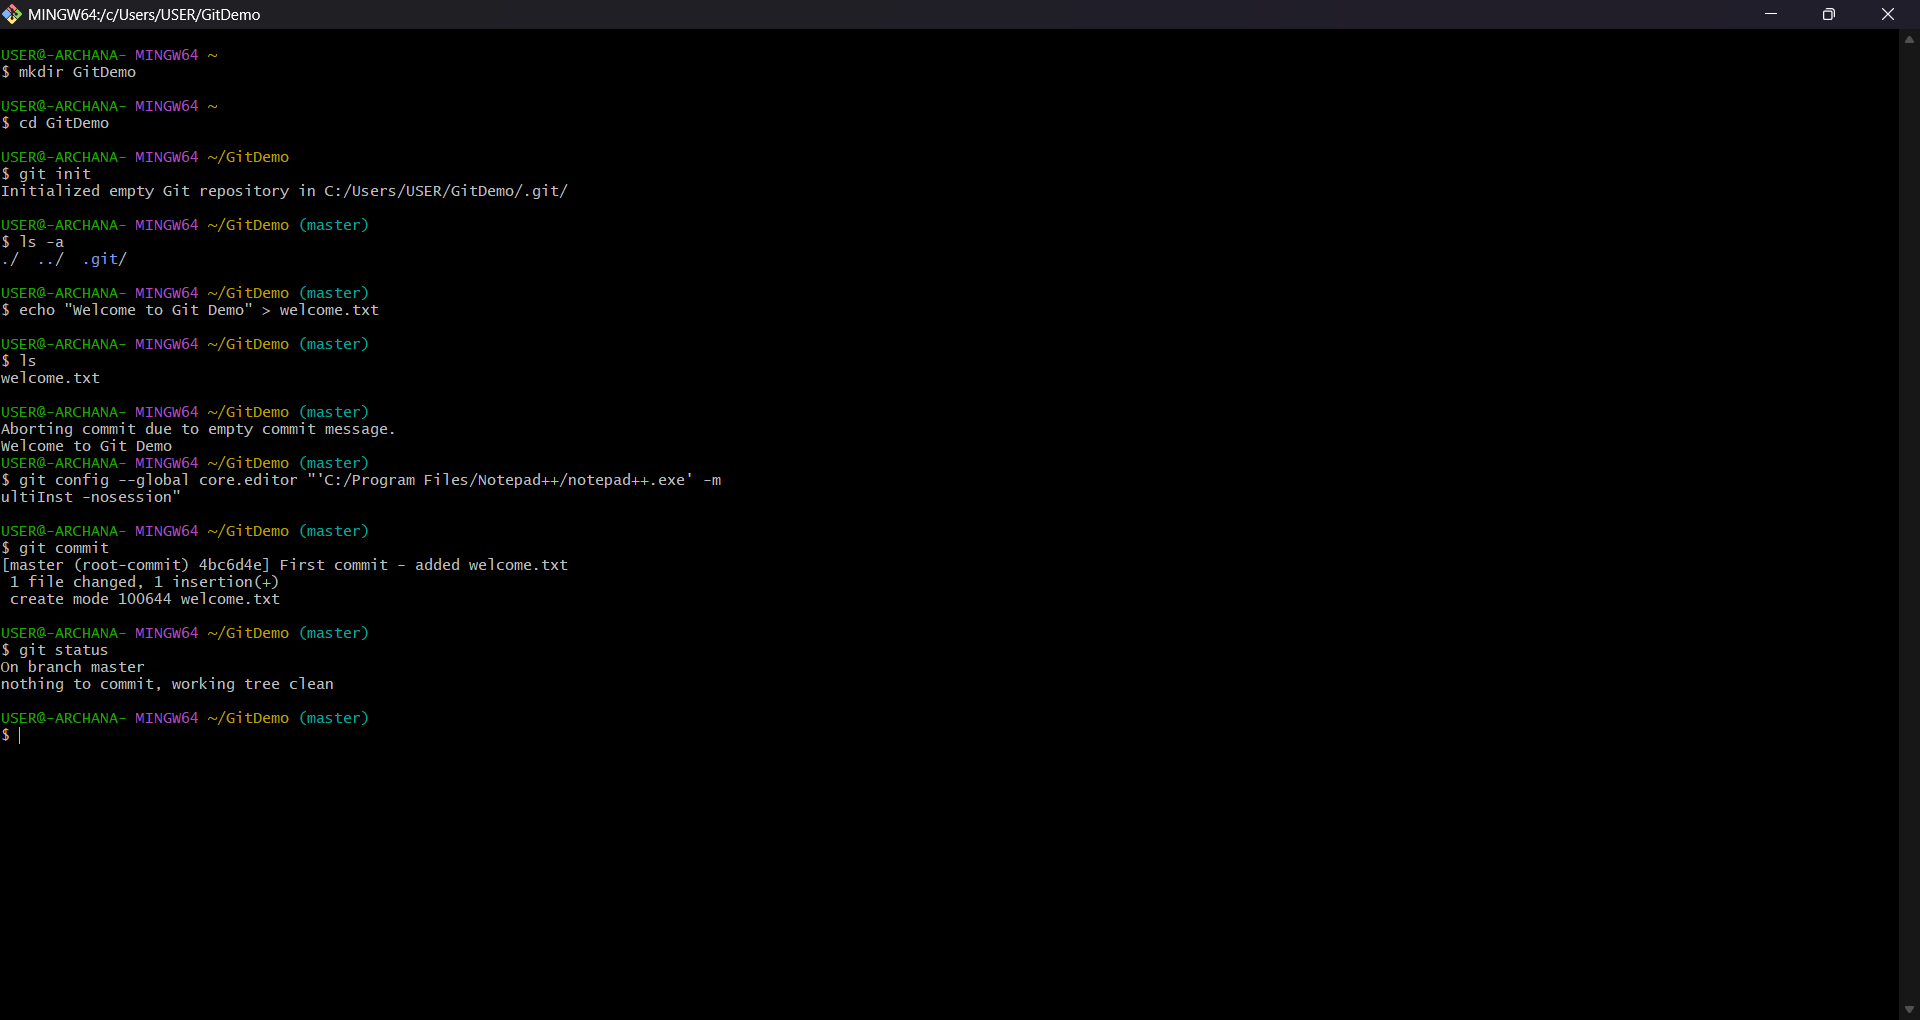 MINGW64:/c/Users/USER/GitDemo
USER@-ARCHANA- MINGW64 ~
$ mkdir GitDemo
USER@-ARCHANA- MINGW64 ~
$ cd GitDemo
USER@-ARCHANA- MINGW64 ~/GitDemo
$ git init
Initialized empty Git repository in C:/Users/USER/GitDemo/.git/
USER@-ARCHANA- MINGW64 ~/GitDemo (master)
$ ls -a
./  ../  .git/
USER@-ARCHANA- MINGW64 ~/GitDemo (master)
$ echo "Welcome to Git Demo" > welcome.txt
USER@-ARCHANA- MINGW64 ~/GitDemo (master)
$ ls
welcome.txt
USER@-ARCHANA- MINGW64 ~/GitDemo (master)
Aborting commit due to empty commit message.
Welcome to Git Demo
USER@-ARCHANA- MINGW64 ~/GitDemo (master)
$ git config --global core.editor "'C:/Program Files/Notepad++/notepad++.exe' -m
ultiInst -nosession"
USER@-ARCHANA- MINGW64 ~/GitDemo (master)
$ git commit
[master (root-commit) 4bc6d4e] First commit - added welcome.txt
 1 file changed, 1 insertion(+)
 create mode 100644 welcome.txt
USER@-ARCHANA- MINGW64 ~/GitDemo (master)
$ git status
On branch master
nothing to commit, working tree clean
USER@-ARCHANA- MINGW64 ~/GitDemo (master)
$